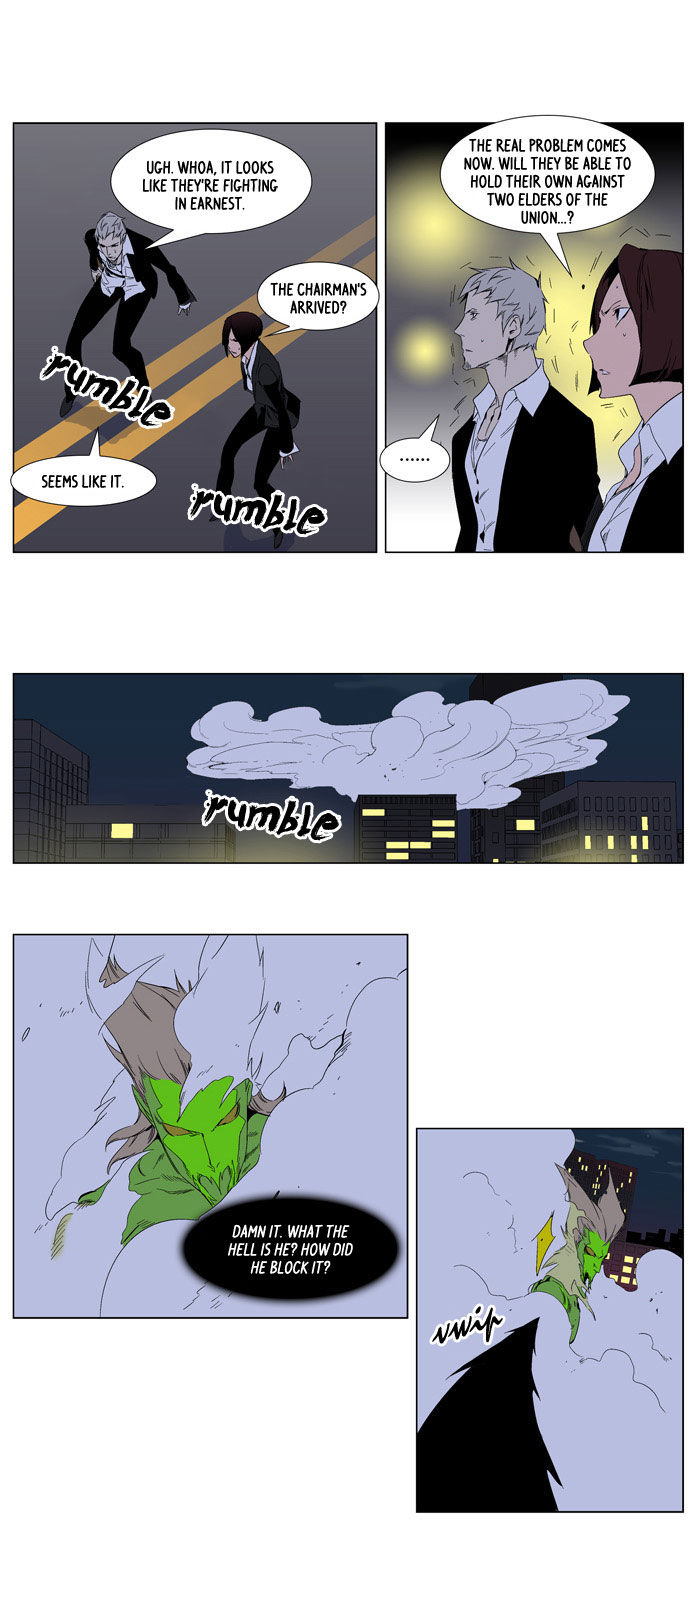 UGH. WHOA, IT LOOKS
LIKE THEY'RE FIGHTING
IN EARNEST.
THE CHAIRMAN'S
ARRIVED?
rumble
SEEMS LIKE IT.
rumble
THE REAL PROBLEM COMES
NOW. WILL THEY BE ABLE TO
HOLD THEIR OWN AGAINST
TWO ELDERS OF THE
UNION...?
......
rumble
DAMN IT. WHAT THE
HELL IS HE? HOW DID
HE BLOCK IT?
vwip